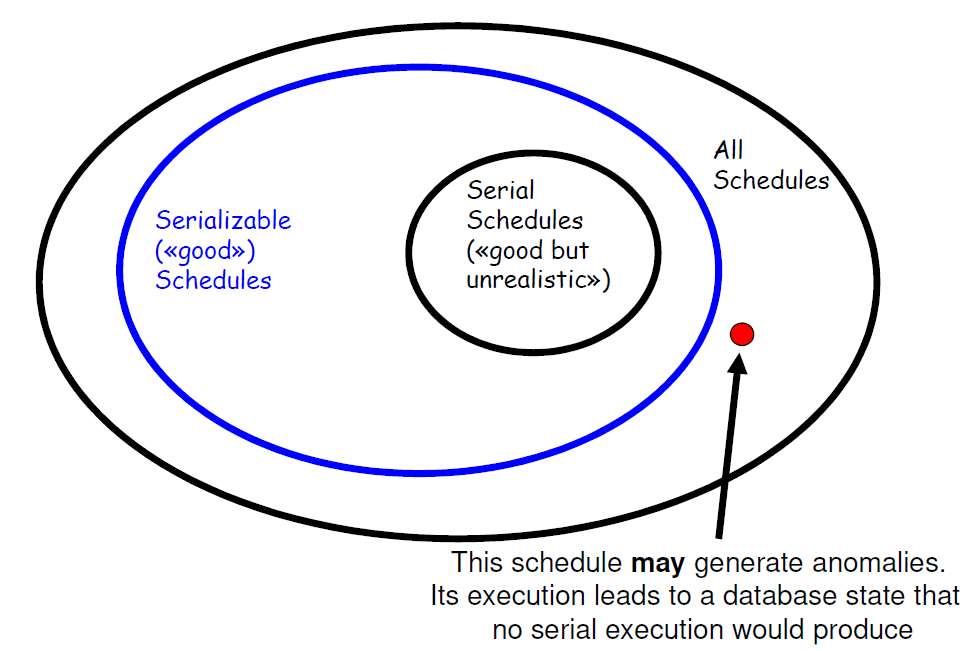 All
Schedules
Serial
Schedules
(«good but
unrealistic»)
Serializable
(«good»)
Schedules
This schedule may generate anomalies.
Its execution leads to a database state that
no serial execution would produce